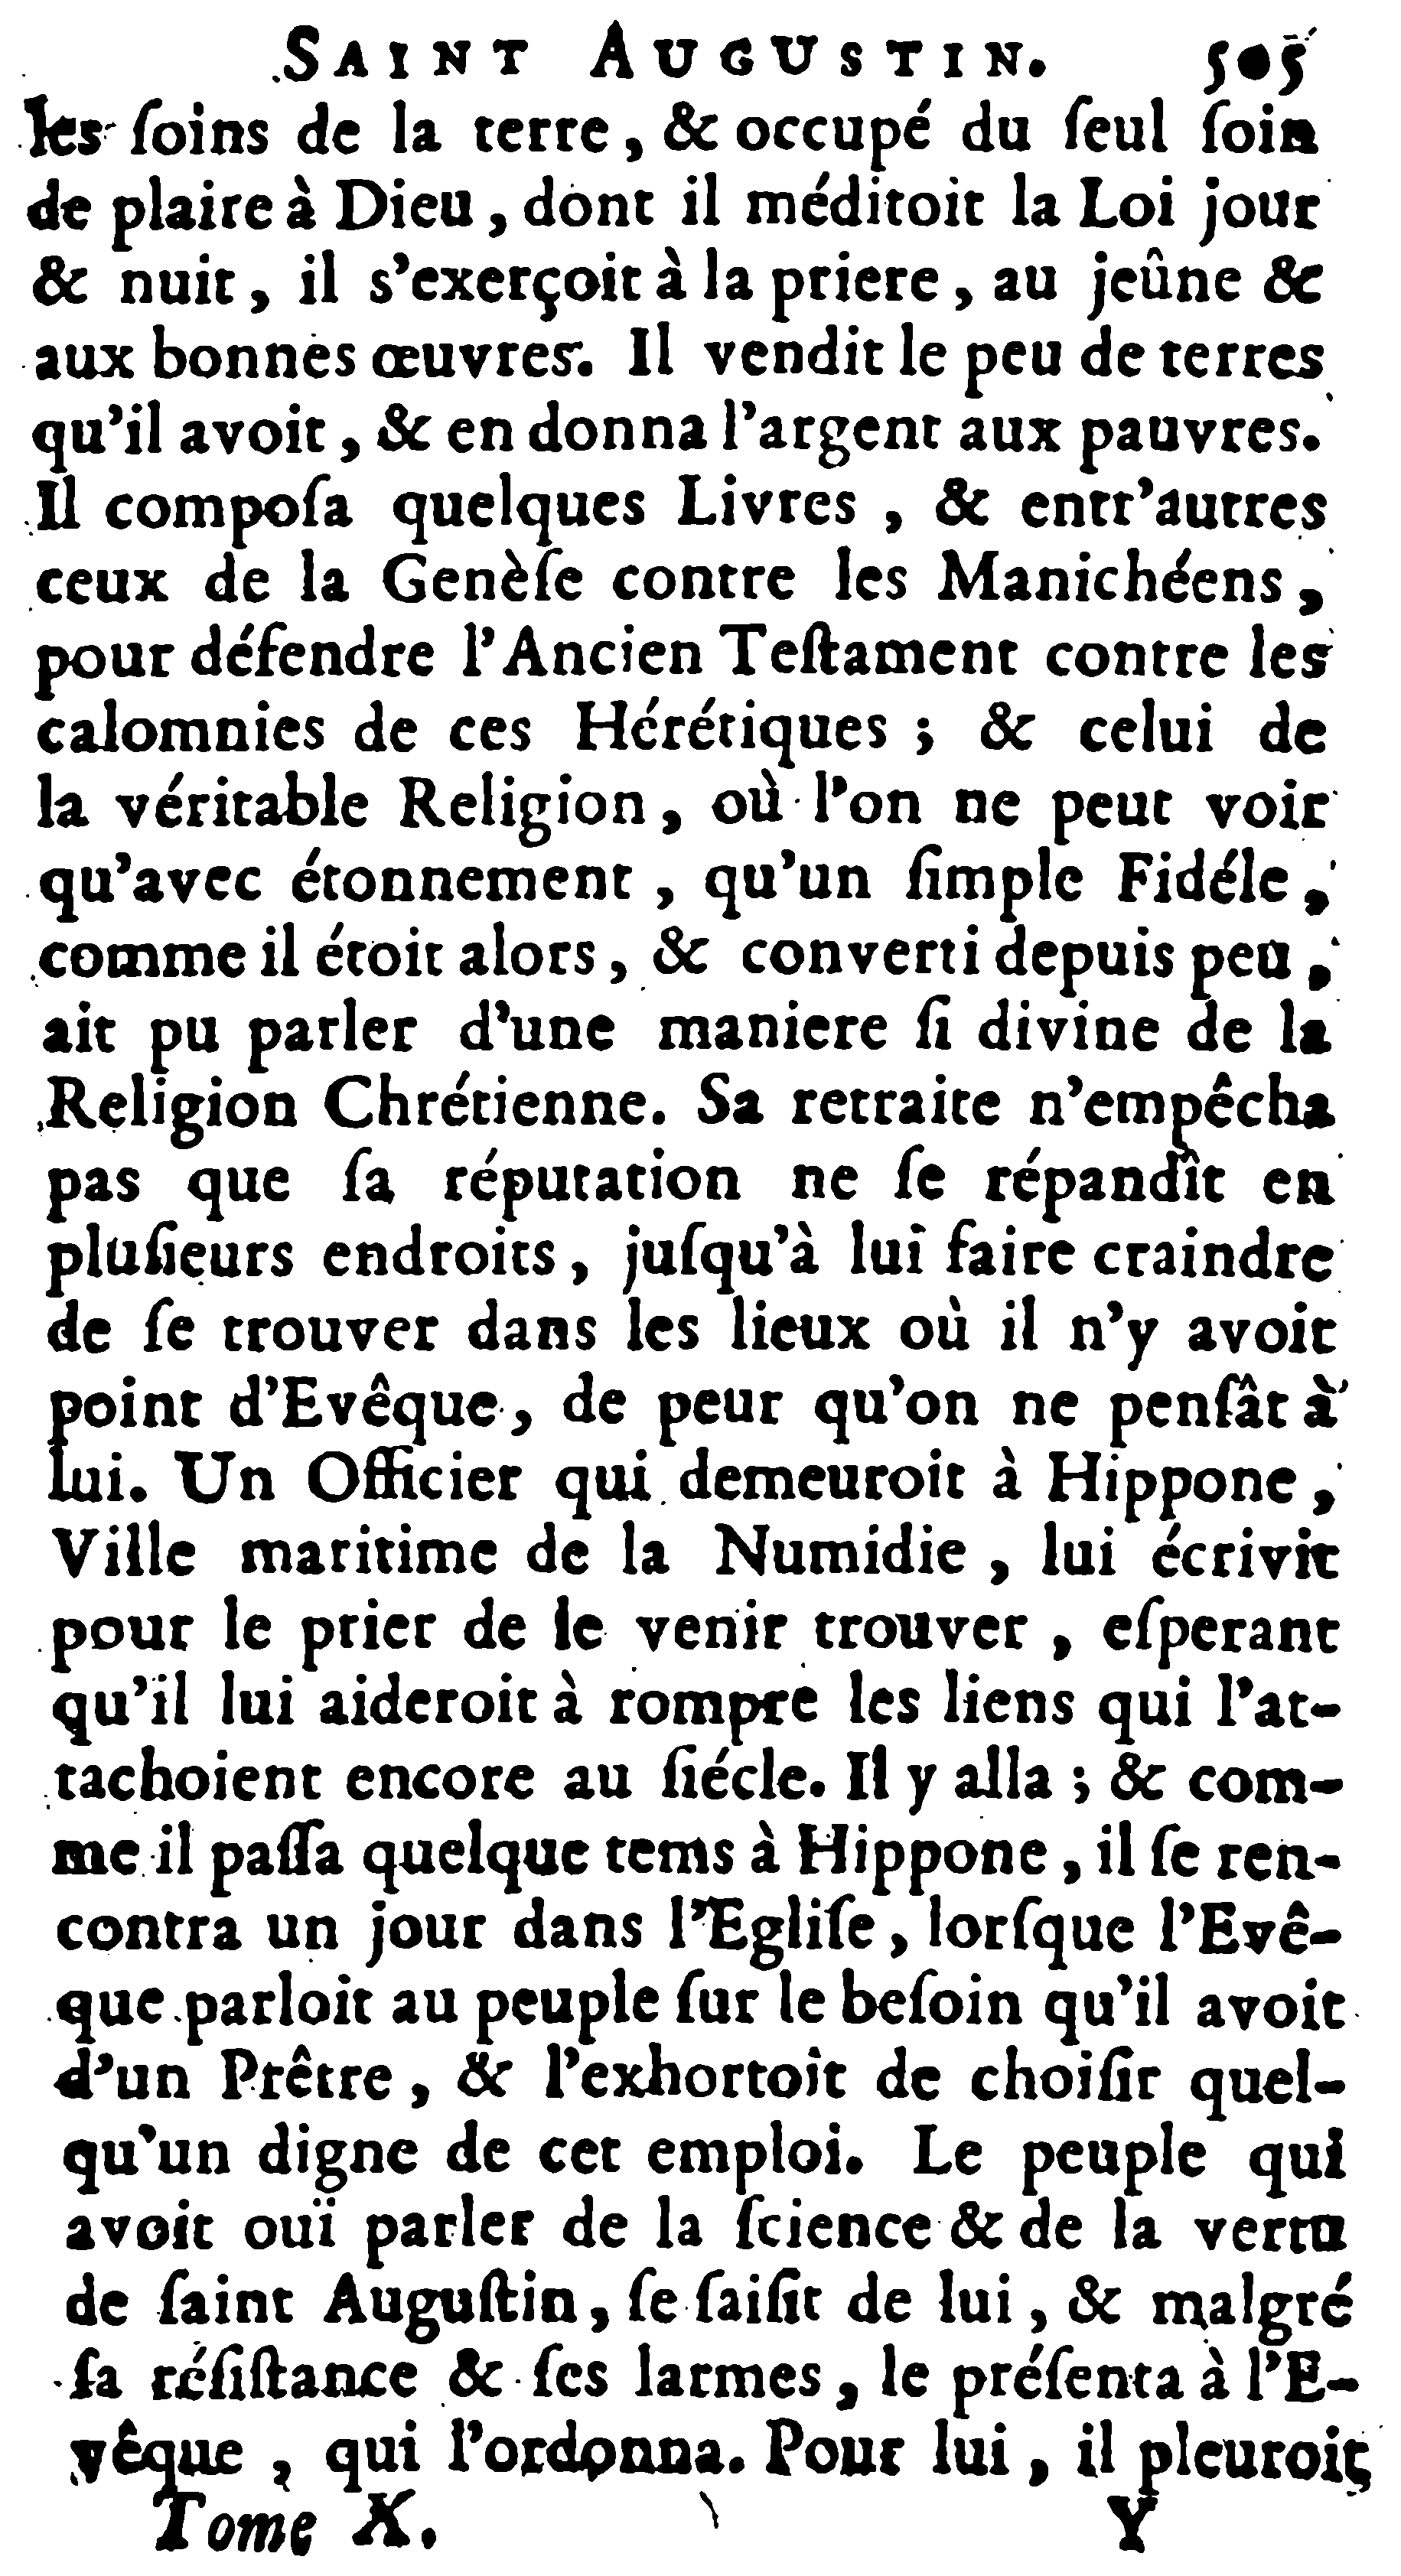 SAINT AUGUSTIN. 505
les ſoins de la terre, & occupé du ſeul ſoin
de plaire à Dieu, dont il méditoit la Loi jour
& nuit, il s'exerçoit à la priere, au jeûne &
aux bonnes œuvres. Il vendit le peu de terres
qu'il avoit, & en donna l'argent aux pauvres.
Il compoſa quelques Livres, & entr'autres
ceux de la Genèſe contre les Manichéens,
pour défendre l'Ancien Teſtament contre les
calomnies de ces Hérétiques ; & celui de
la véritable Religion, où l'on ne peut voir
qu'avec étonnement, qu'un ſimple Fidéle,
comme il étoit alors, & converti depuis peu,
ait pu parler d'une maniere ſi divine de la
Religion Chrétienne. Sa retraite n'empêcha
pas que ſa réputation ne ſe répandît en
pluſieurs endroits, juſqu'à lui faire craindre
de ſe trouver dans les lieux où il n'y avoit
point d'Evêque, de peur qu'on ne penſât à
lui. Un Officier qui demeuroit à Hippone,
Ville maritime de la Numidie, lui écrivit
pour le prier de le venir trouver, eſperant
qu'il lui aideroit à rompre les liens qui l'at-
tachoient encore au ſiécle. Il y alla ; & com-
me il paſſa quelque tems à Hippone, il ſe ren-
contra un jour dans l'Egliſe, lorſque l'Evê-
que parloit au peuple ſur le beſoin qu'il avoit
d'un Prêtre, & l'exhortoit de choiſir quel-
qu'un digne de cet emploi. Le peuple qui
avoit ouï parler de la ſcience & de la vertu
de ſaint Auguſtin, ſe ſaiſit de lui, & malgré
ſa réſiſtance & ſes larmes, le préſenta à l'E-
vêque, qui l'ordonna. Pour lui, il pleuroit
Tome X. Y